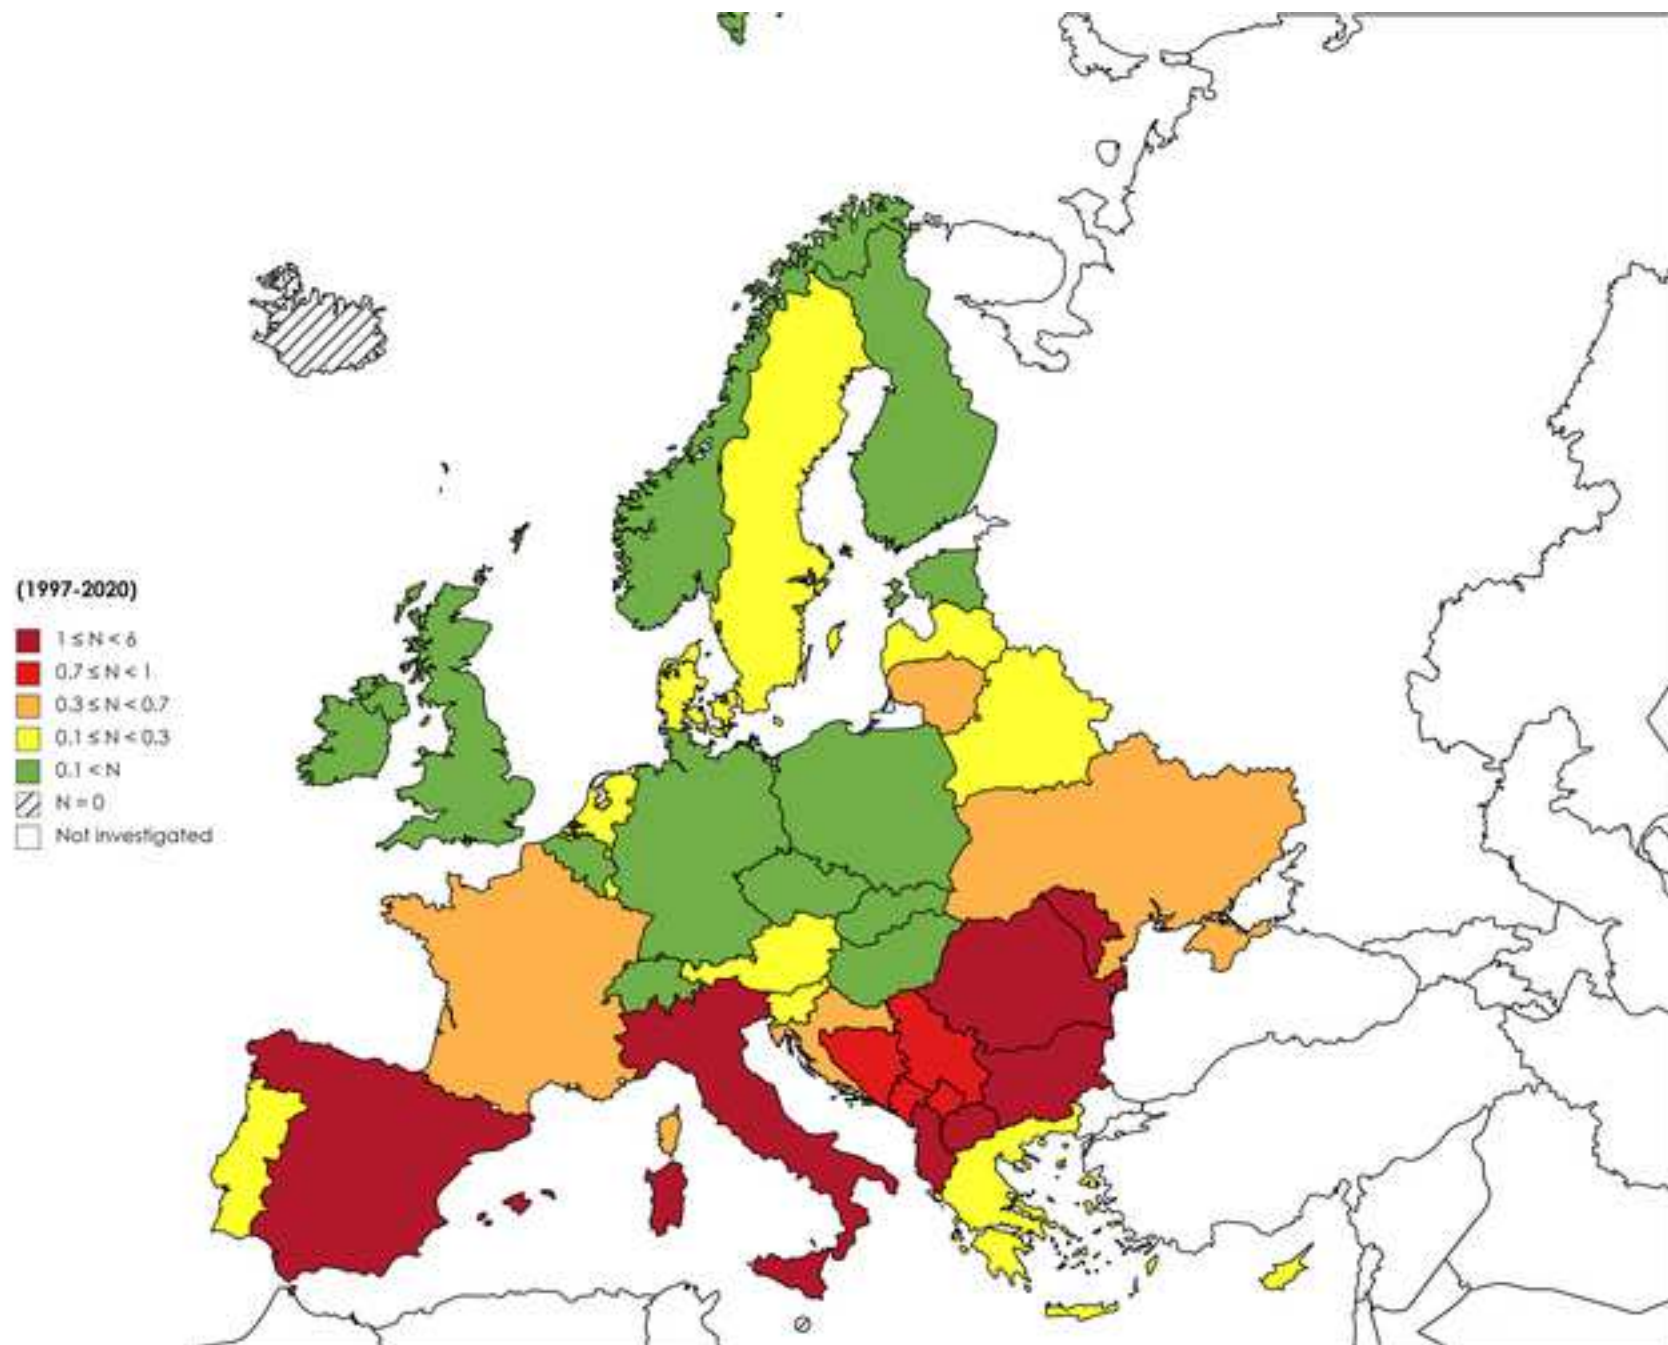 (1997-2020)
1 ≤ N < 6
0.7 ≤ N < 1
0.3 ≤ N < 0.7
0.1 ≤ N < 0.3
0.1 < N
N = 0
Not investigated